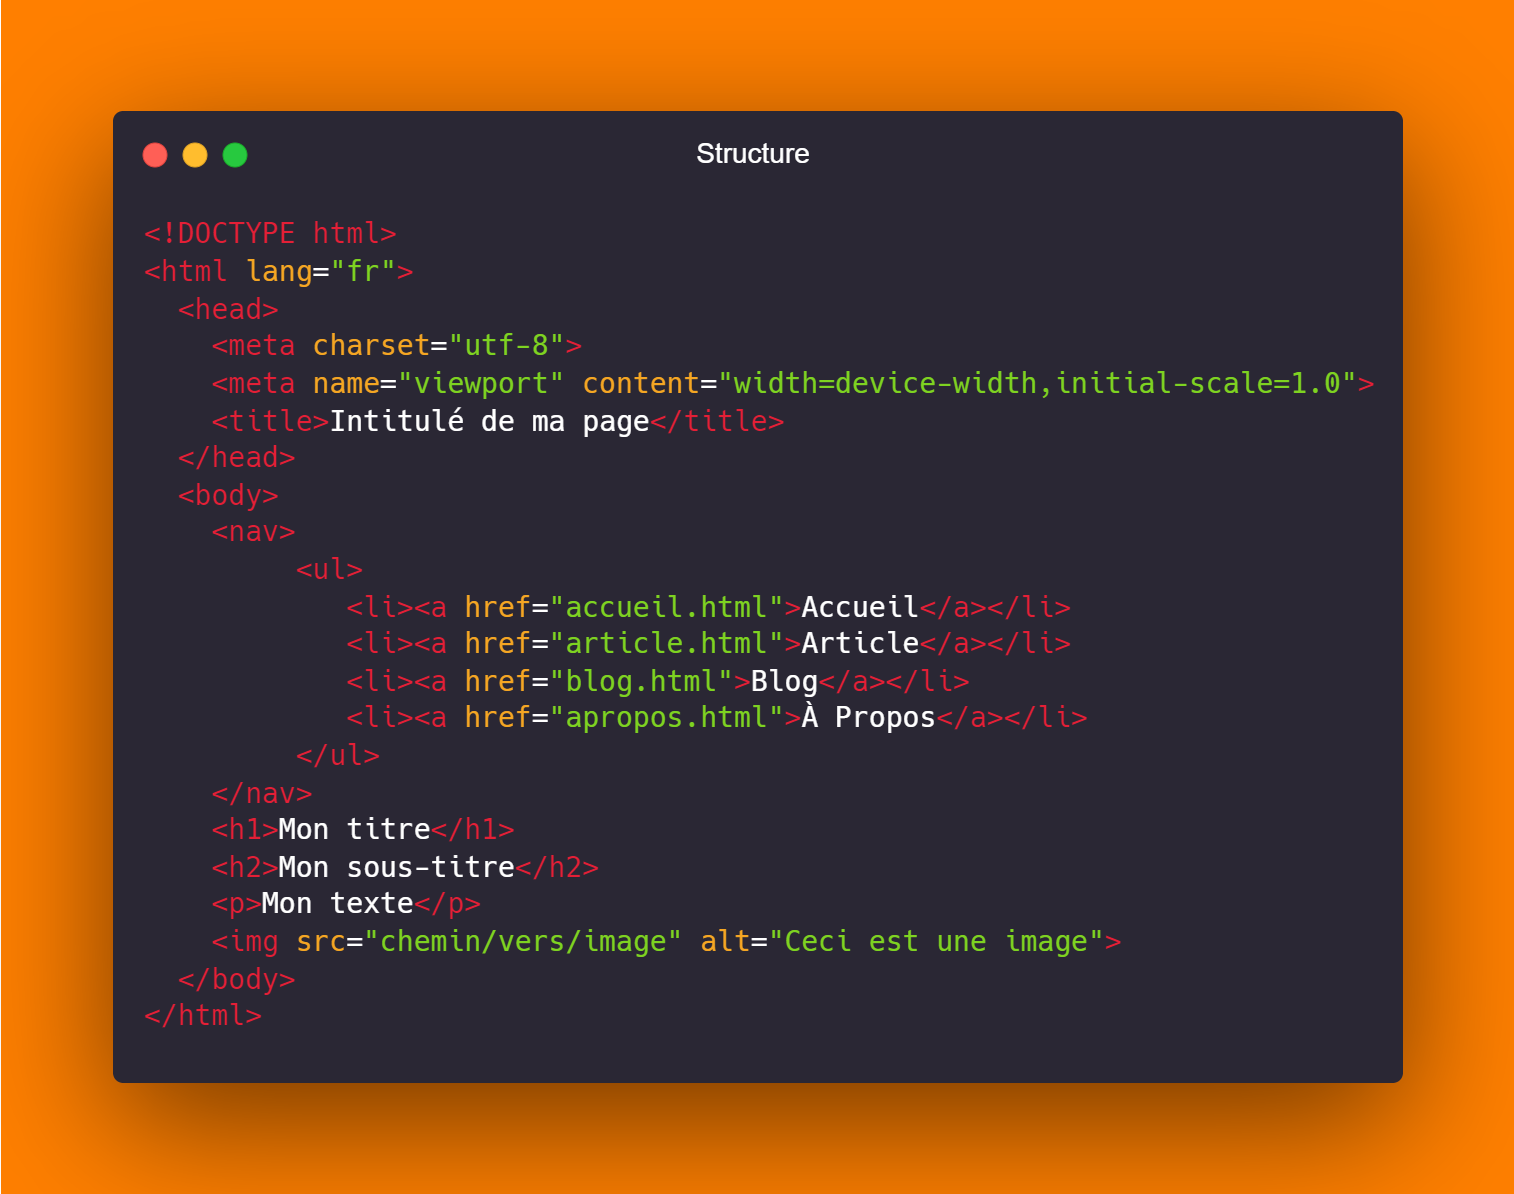 Structure
<!DOCTYPE html>
<html lang="fr">
  <head>
    <meta charset="utf-8">
    <meta name="viewport" content="width=device-width,initial-scale=1.0">
    <title>Intitulé de ma page</title>
  </head>
  <body>
    <nav>
         <ul>
            <li><a href="accueil.html">Accueil</a></li>
            <li><a href="article.html">Article</a></li>
            <li><a href="blog.html">Blog</a></li>
            <li><a href="apropos.html">À Propos</a></li>
         </ul>
    </nav>
    <h1>Mon titre</h1>
    <h2>Mon sous-titre</h2>
    <p>Mon texte</p>
    <img src="chemin/vers/image" alt="Ceci est une image">
  </body>
</html>